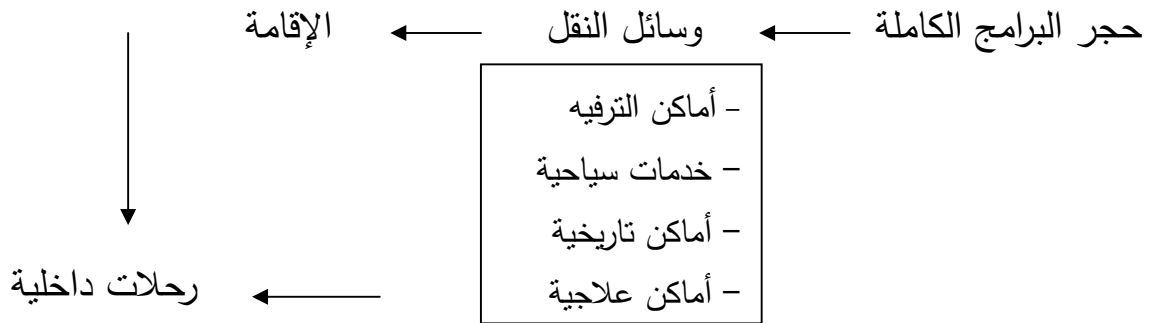 حجر البرامج الكاملة وسائل النقل الإقامة
- أماكن الترفيه
- خدمات سياحية
- أماكن تاريخية
- أماكن علاجية
رحلات داخلية